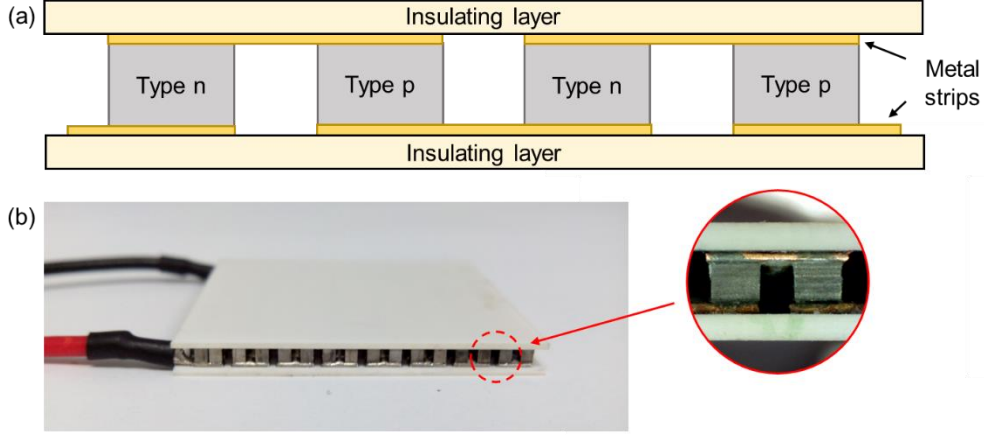 (a)
Insulating layer
Type n
Type p
Type n
Type p
Metal
strips
Insulating layer
(b)